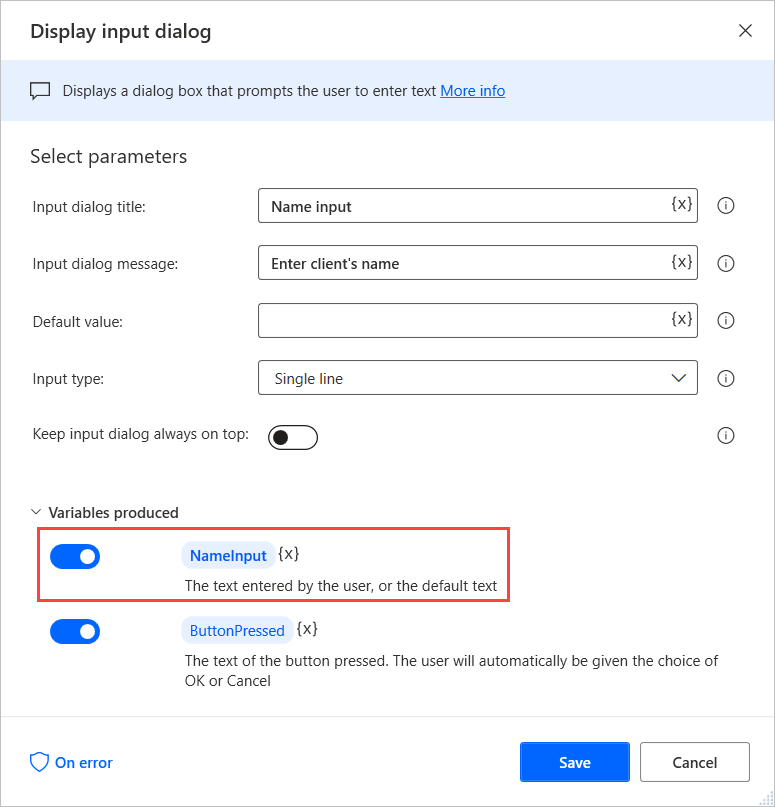 Display input dialog
Displays a dialog box that prompts the user to enter text More info
Select parameters
Input dialog title: Name input {x}
Input dialog message: Enter client's name {x}
Default value: {x}
Input type: Single line
Keep input dialog always on top:
Variables produced
NameInput {x}
The text entered by the user, or the default text
ButtonPressed {x}
The text of the button pressed. The user will automatically be given the choice of
OK or Cancel
On error Save Cancel